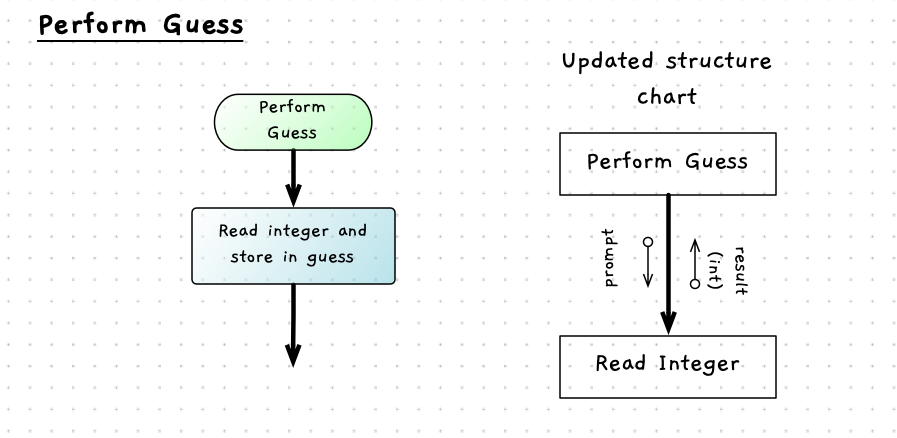 Perform Guess
Perform
Guess
Read integer and
store in guess
Updated structure
chart
Perform Guess
prompt
result
(int)
Read Integer